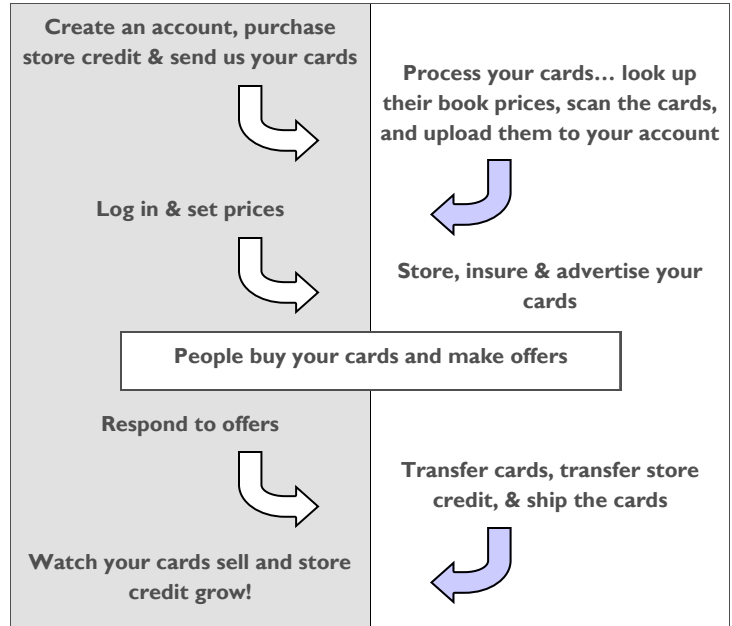 Create an account, purchase
store credit & send us your cards
Process your cards… look up
their book prices, scan the cards,
and upload them to your account
Log in & set prices
Store, insure & advertise your
cards
People buy your cards and make offers
Respond to offers
Transfer cards, transfer store
credit, & ship the cards
Watch your cards sell and store
credit grow!